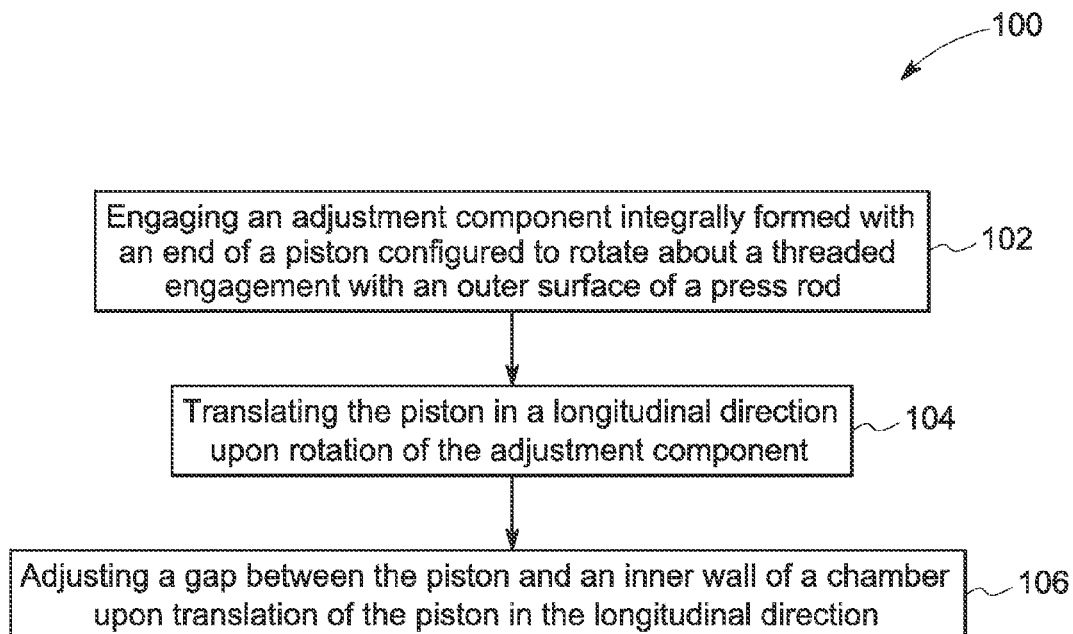 100
Engaging an adjustment component integrally formed with
an end of a piston configured to rotate about a threaded
engagement with an outer surface of a press rod
102
Translating the piston in a longitudinal direction
upon rotation of the adjustment component
104
Adjusting a gap between the piston and an inner wall of a chamber
upon translation of the piston in the longitudinal direction
106